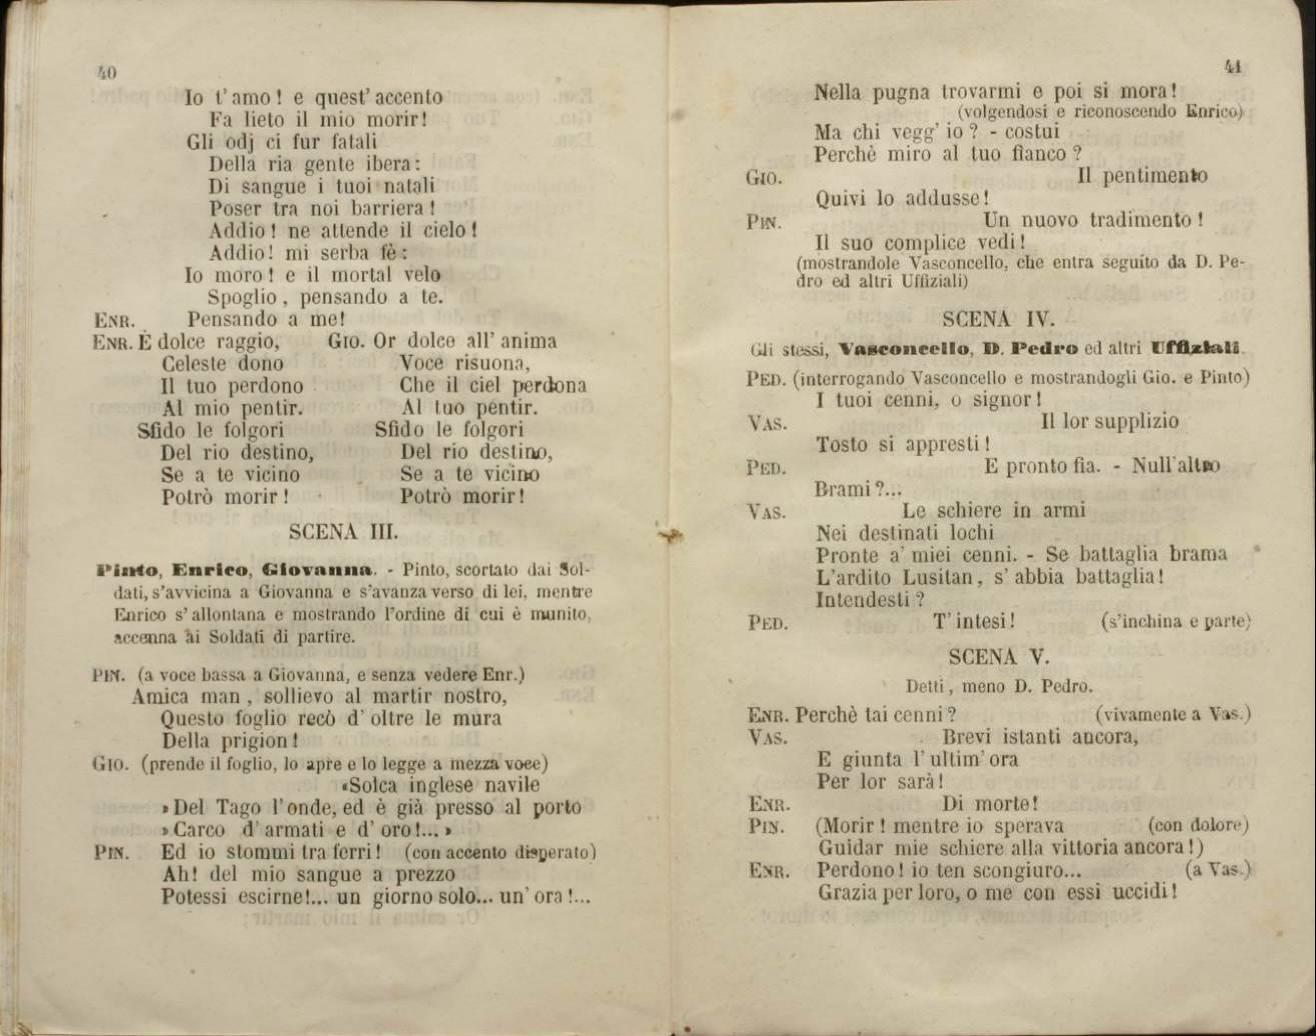 40
Io t'amo! e quest'accento
Fa lieto il mio morir!
Gli odj ci fur fatali
Della ria gente ibera:
Di sangue i tuoi natali
Poser tra noi barriera!
Addio! ne attende il cielo!
Addio! mi serba fè:
Io moro! e il mortal velo
Spoglio, pensando a te.
ENR. Pensando a me!
ENR. È dolce raggio,
Celeste dono
Il tuo perdono
Al mio pentir.
Sfido le folgori
Del rio destino,
Se a te vicino
Potrò morir!
GIO. Or dolce all'anima
Voce risuona,
Che il ciel perdona
Al tuo pentir.
Sfido le folgori
Del rio destino,
Se a te vicino
Potrò morir!
SCENA III.
Pinto, Enrico, Giovanna. - Pinto, scortato dai Sol-
dati, s'avvicina a Giovanna e s'avanza verso di lei, mentre
Enrico s'allontana e mostrando l'ordine di cui è munito,
accenna ai Soldati di partire.
PIN. (a voce bassa a Giovanna, e senza vedere Enr.)
Amica man, sollievo al martir nostro,
Questo foglio recò d'oltre le mura
Della prigion!
GIO. (prende il foglio, lo apre e lo legge a mezza voce)
«Solca inglese navile
»Del Tago l'onde, ed è già presso al porto
»Carco d'armati e d'oro!...»
PIN. Ed io stommi tra ferri! (con accento disperato)
Ah! del mio sangue a prezzo
Potessi escirne!... un giorno solo... un'ora!...
41
Nella pugna trovarmi e poi si mora!
(volgendosi e riconoscendo Enrico)
Ma chi vegg'io? - costui
Perchè miro al tuo fianco?
GIO. Il pentimento
Quivi lo addusse!
PIN. Un nuovo tradimento!
Il suo complice vedi!
(mostrandole Vasconcello, che entra seguito da D. Pe-
dro ed altri Uffiziali)
SCENA IV.
Gli stessi, Vasconcello, D. Pedro ed altri Uffiziali.
PED. (interrogando Vasconcello e mostrandogli Gio. e Pinto)
I tuoi cenni, o signor!
VAS. Il lor supplizio
Tosto si appresti!
PED. E pronto fia. - Null'altro
Brami?...
VAS. Le schiere in armi
Nei destinati lochi
Pronte a' miei cenni. - Se battaglia brama
L'ardito Lusitan, s'abbia battaglia!
Intendesti?
PED. T'intesi! (s'inchina e parte)
SCENA V.
Detti, meno D. Pedro.
ENR. Perchè tai cenni? (vivamente a Vas.)
VAS. Brevi istanti ancora,
E giunta l'ultim'ora
Per lor sarà!
ENR. Di morte!
PIN. (Morir! mentre io sperava (con dolore)
Guidar mie schiere alla vittoria ancora!)
ENR. Perdono! io ten scongiuro... (a Vas.)
Grazia per loro, o me con essi uccidi!